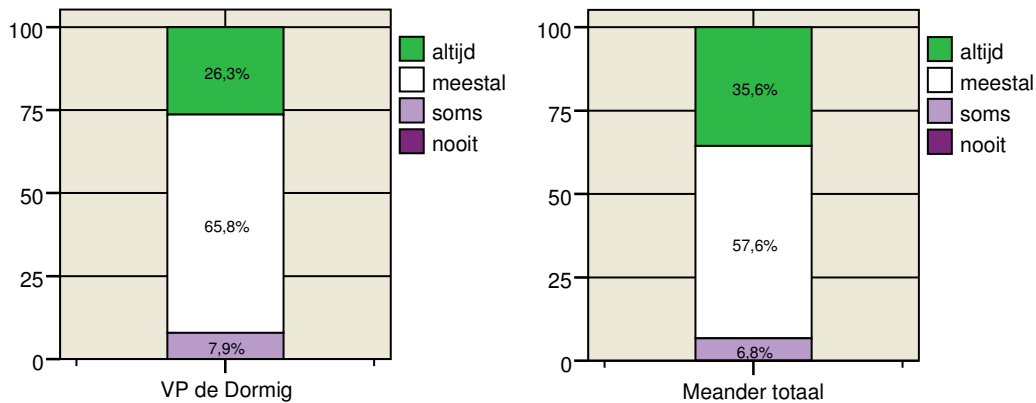 100
75
50
25
0
26,3%
65,8%
7,9%
VP de Dormig
altijd
meestal
soms
nooit
100
75
50
25
0
35,6%
57,6%
6,8%
Meander totaal
altijd
meestal
soms
nooit